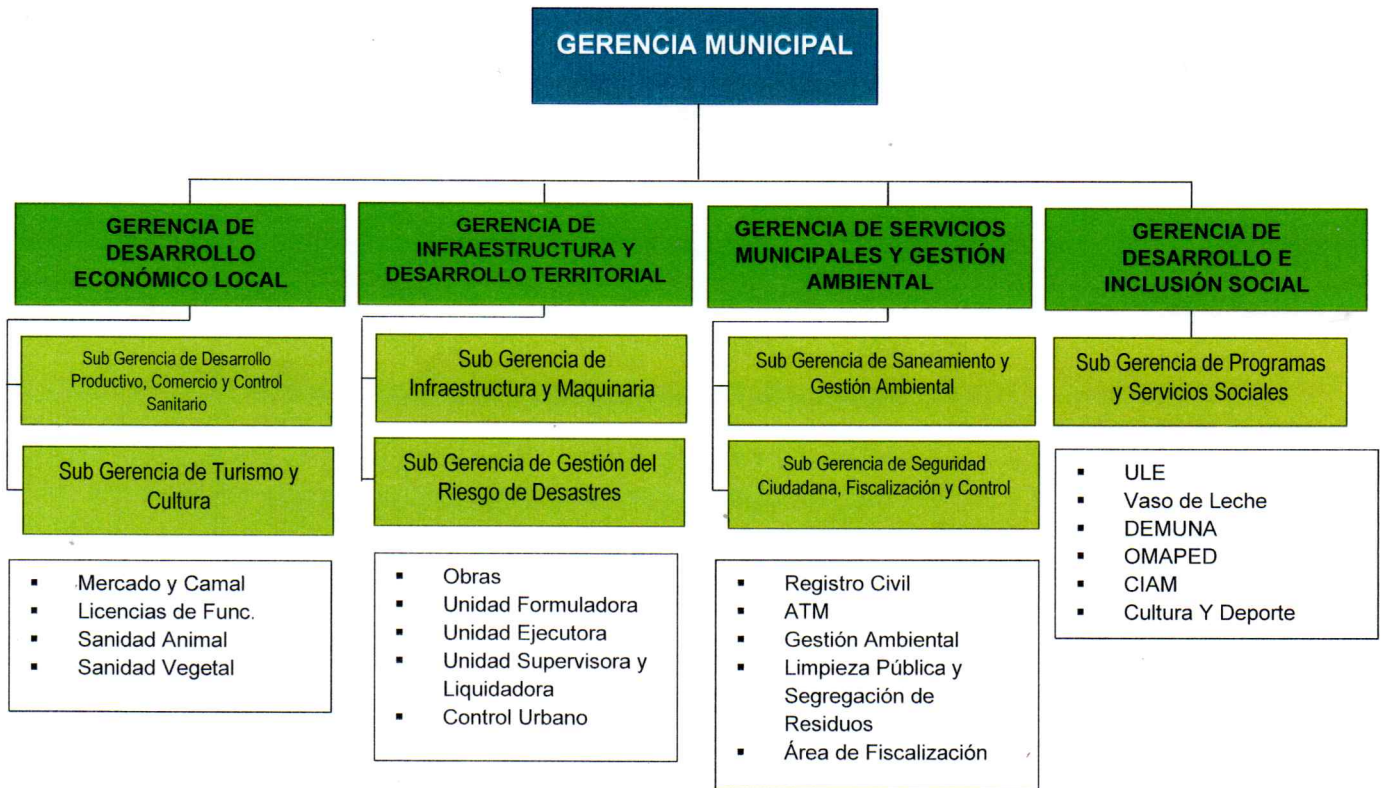 GERENCIA MUNICIPAL
GERENCIA DE
DESARROLLO
ECONÓMICO LOCAL
Sub Gerencia de Desarrollo
Productivo, Comercio y Control
Sanitario
Sub Gerencia de Turismo y
Cultura
▪ Mercado y Camal
▪ Licencias de Func.
▪ Sanidad Animal
▪ Sanidad Vegetal
GERENCIA DE
INFRAESTRUCTURA Y
DESARROLLO TERRITORIAL
Sub Gerencia de
Infraestructura y Maquinaria
Sub Gerencia de Gestión del
Riesgo de Desastres
▪ Obras
▪ Unidad Formuladora
▪ Unidad Ejecutora
▪ Unidad Supervisora y
Liquidadora
▪ Control Urbano
GERENCIA DE SERVICIOS
MUNICIPALES Y GESTIÓN
AMBIENTAL
Sub Gerencia de Saneamiento y
Gestión Ambiental
Sub Gerencia de Seguridad
Ciudadana, Fiscalización y Control
▪ Registro Civil
▪ ATM
▪ Gestión Ambiental
▪ Limpieza Pública y
Segregación de
Residuos
▪ Área de Fiscalización
GERENCIA DE
DESARROLLO E
INCLUSIÓN SOCIAL
Sub Gerencia de Programas
y Servicios Sociales
▪ ULE
▪ Vaso de Leche
▪ DEMUNA
▪ OMAPED
▪ CIAM
▪ Cultura Y Deporte